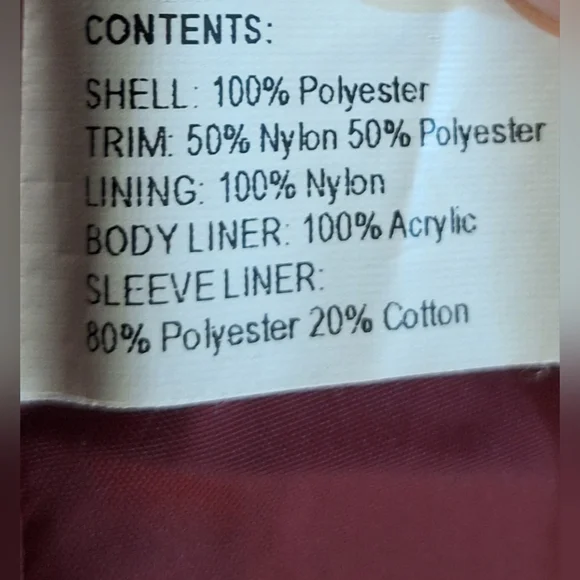 CONTENTS:
SHELL: 100% Polyester
TRIM: 50% Nylon 50% Polyester
LINING: 100% Nylon
BODY LINER: 100% Acrylic
SLEEVE LINER:
80% Polyester 20% Cotton